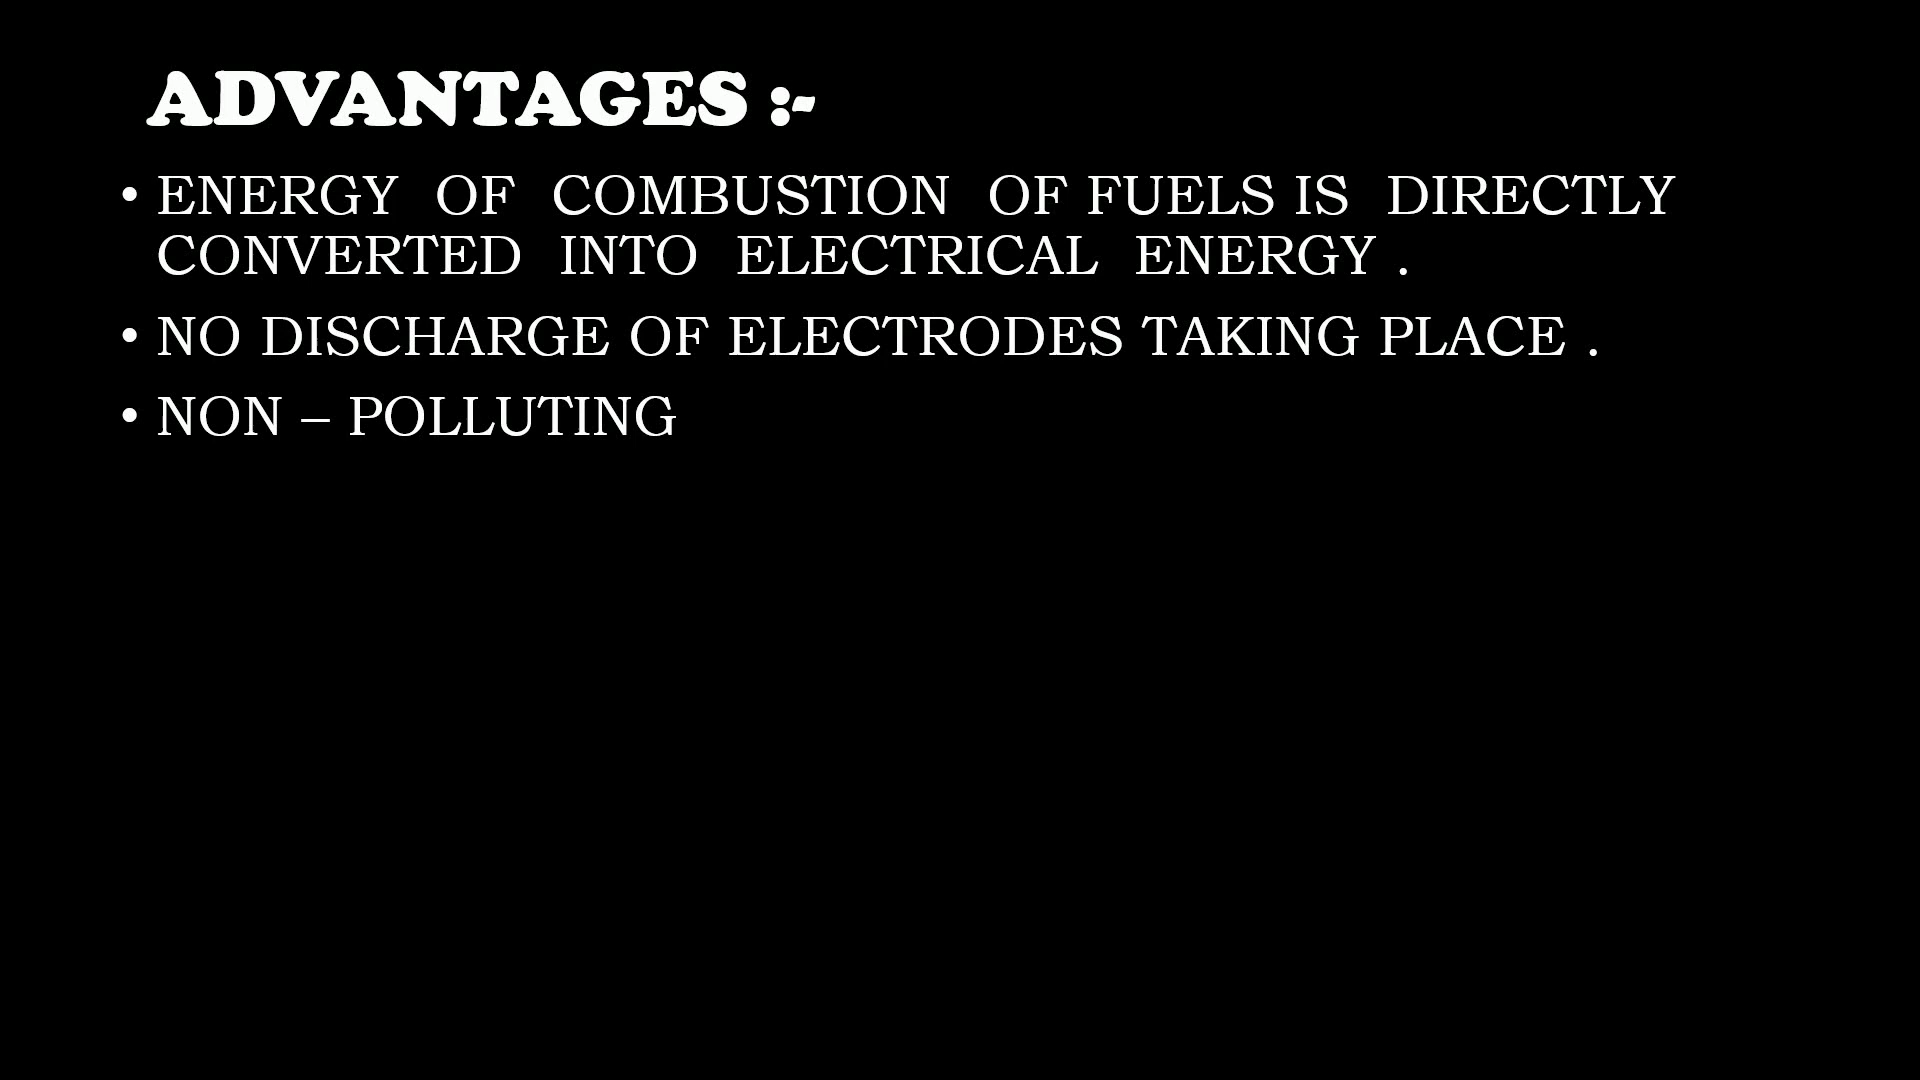 ADVANTAGES :-
• ENERGY OF COMBUSTION OF FUELS IS DIRECTLY
CONVERTED INTO ELECTRICAL ENERGY .
• NO DISCHARGE OF ELECTRODES TAKING PLACE .
• NON – POLLUTING